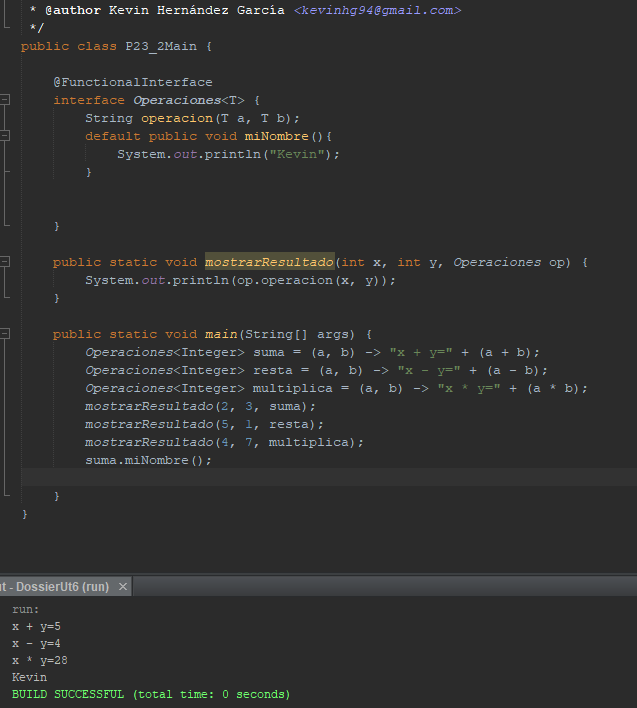 * @author Kevin Hernández García <kevinhg94@gmail.com>
*/
public class P23_2Main {
@FunctionalInterface
interface Operaciones<T> {
String operacion(T a, T b);
default public void miNombre(){
System.out.println("Kevin");
}
}
public static void mostrarResultado(int x, int y, Operaciones op) {
System.out.println(op.operacion(x, y));
}
public static void main(String[] args) {
Operaciones<Integer> suma = (a, b) -> "x + y=" + (a + b);
Operaciones<Integer> resta = (a, b) -> "x - y=" + (a - b);
Operaciones<Integer> multiplica = (a, b) -> "x * y=" + (a * b);
mostrarResultado(2, 3, suma);
mostrarResultado(5, 1, resta);
mostrarResultado(4, 7, multiplica);
suma.miNombre();
}
}
t - DossierUt6 (run) ×
run:
x + y=5
x - y=4
x * y=28
Kevin
BUILD SUCCESSFUL (total time: 0 seconds)